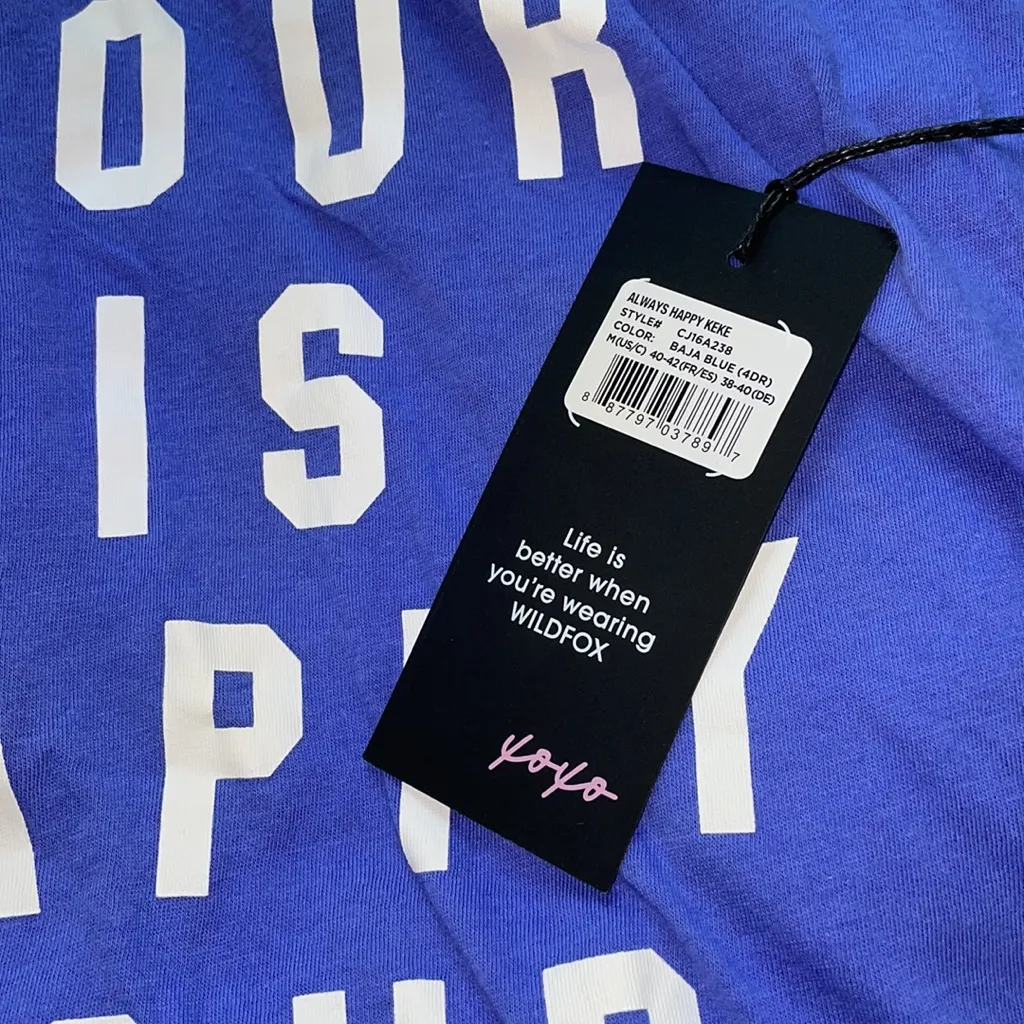 OUR
IS
ALWAYS HAPPY KEKE
STYLE# CJ16A238
COLOR: BAJA BLUE (4DR)
M(US/C) 40-42(FR/ES) 38-40(DE)
8 87797 03789 7
Life is
better when
you're wearing
WILDFOX
xoxo